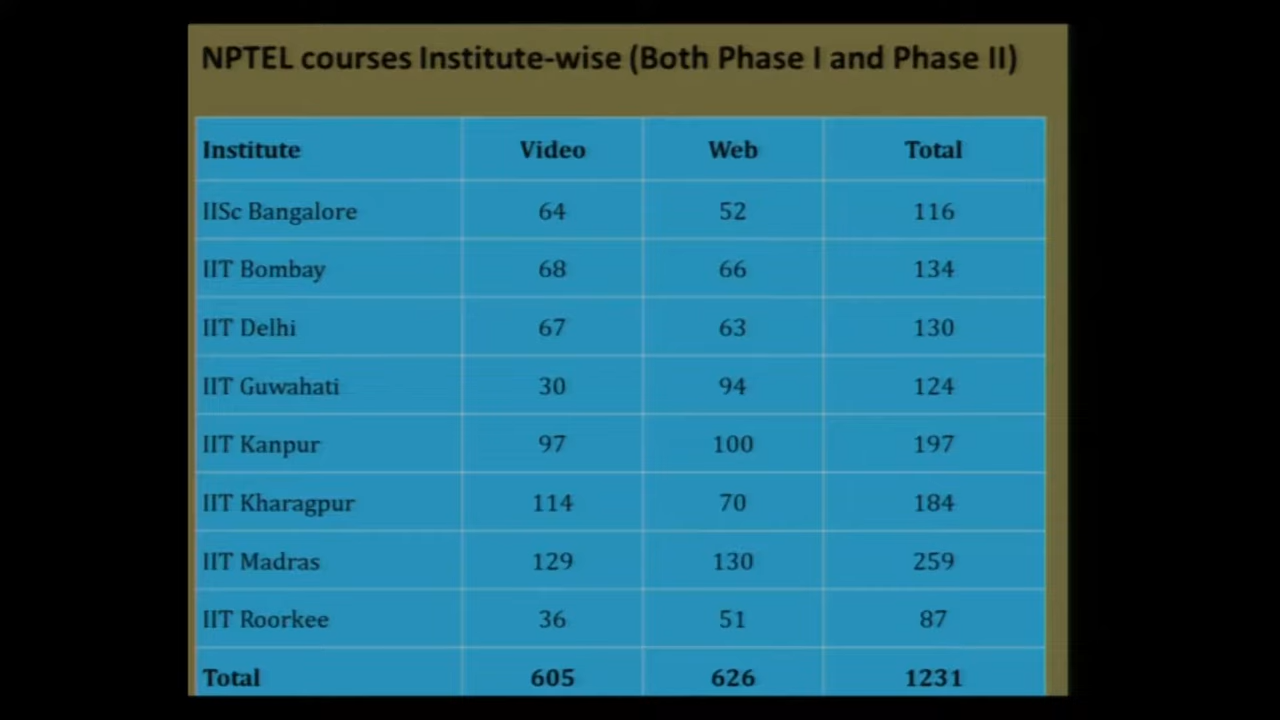 NPTEL courses Institute-wise (Both Phase I and Phase II)
Institute Video Web Total
IISc Bangalore 64 52 116
IIT Bombay 68 66 134
IIT Delhi 67 63 130
IIT Guwahati 30 94 124
IIT Kanpur 97 100 197
IIT Kharagpur 114 70 184
IIT Madras 129 130 259
IIT Roorkee 36 51 87
Total 605 626 1231